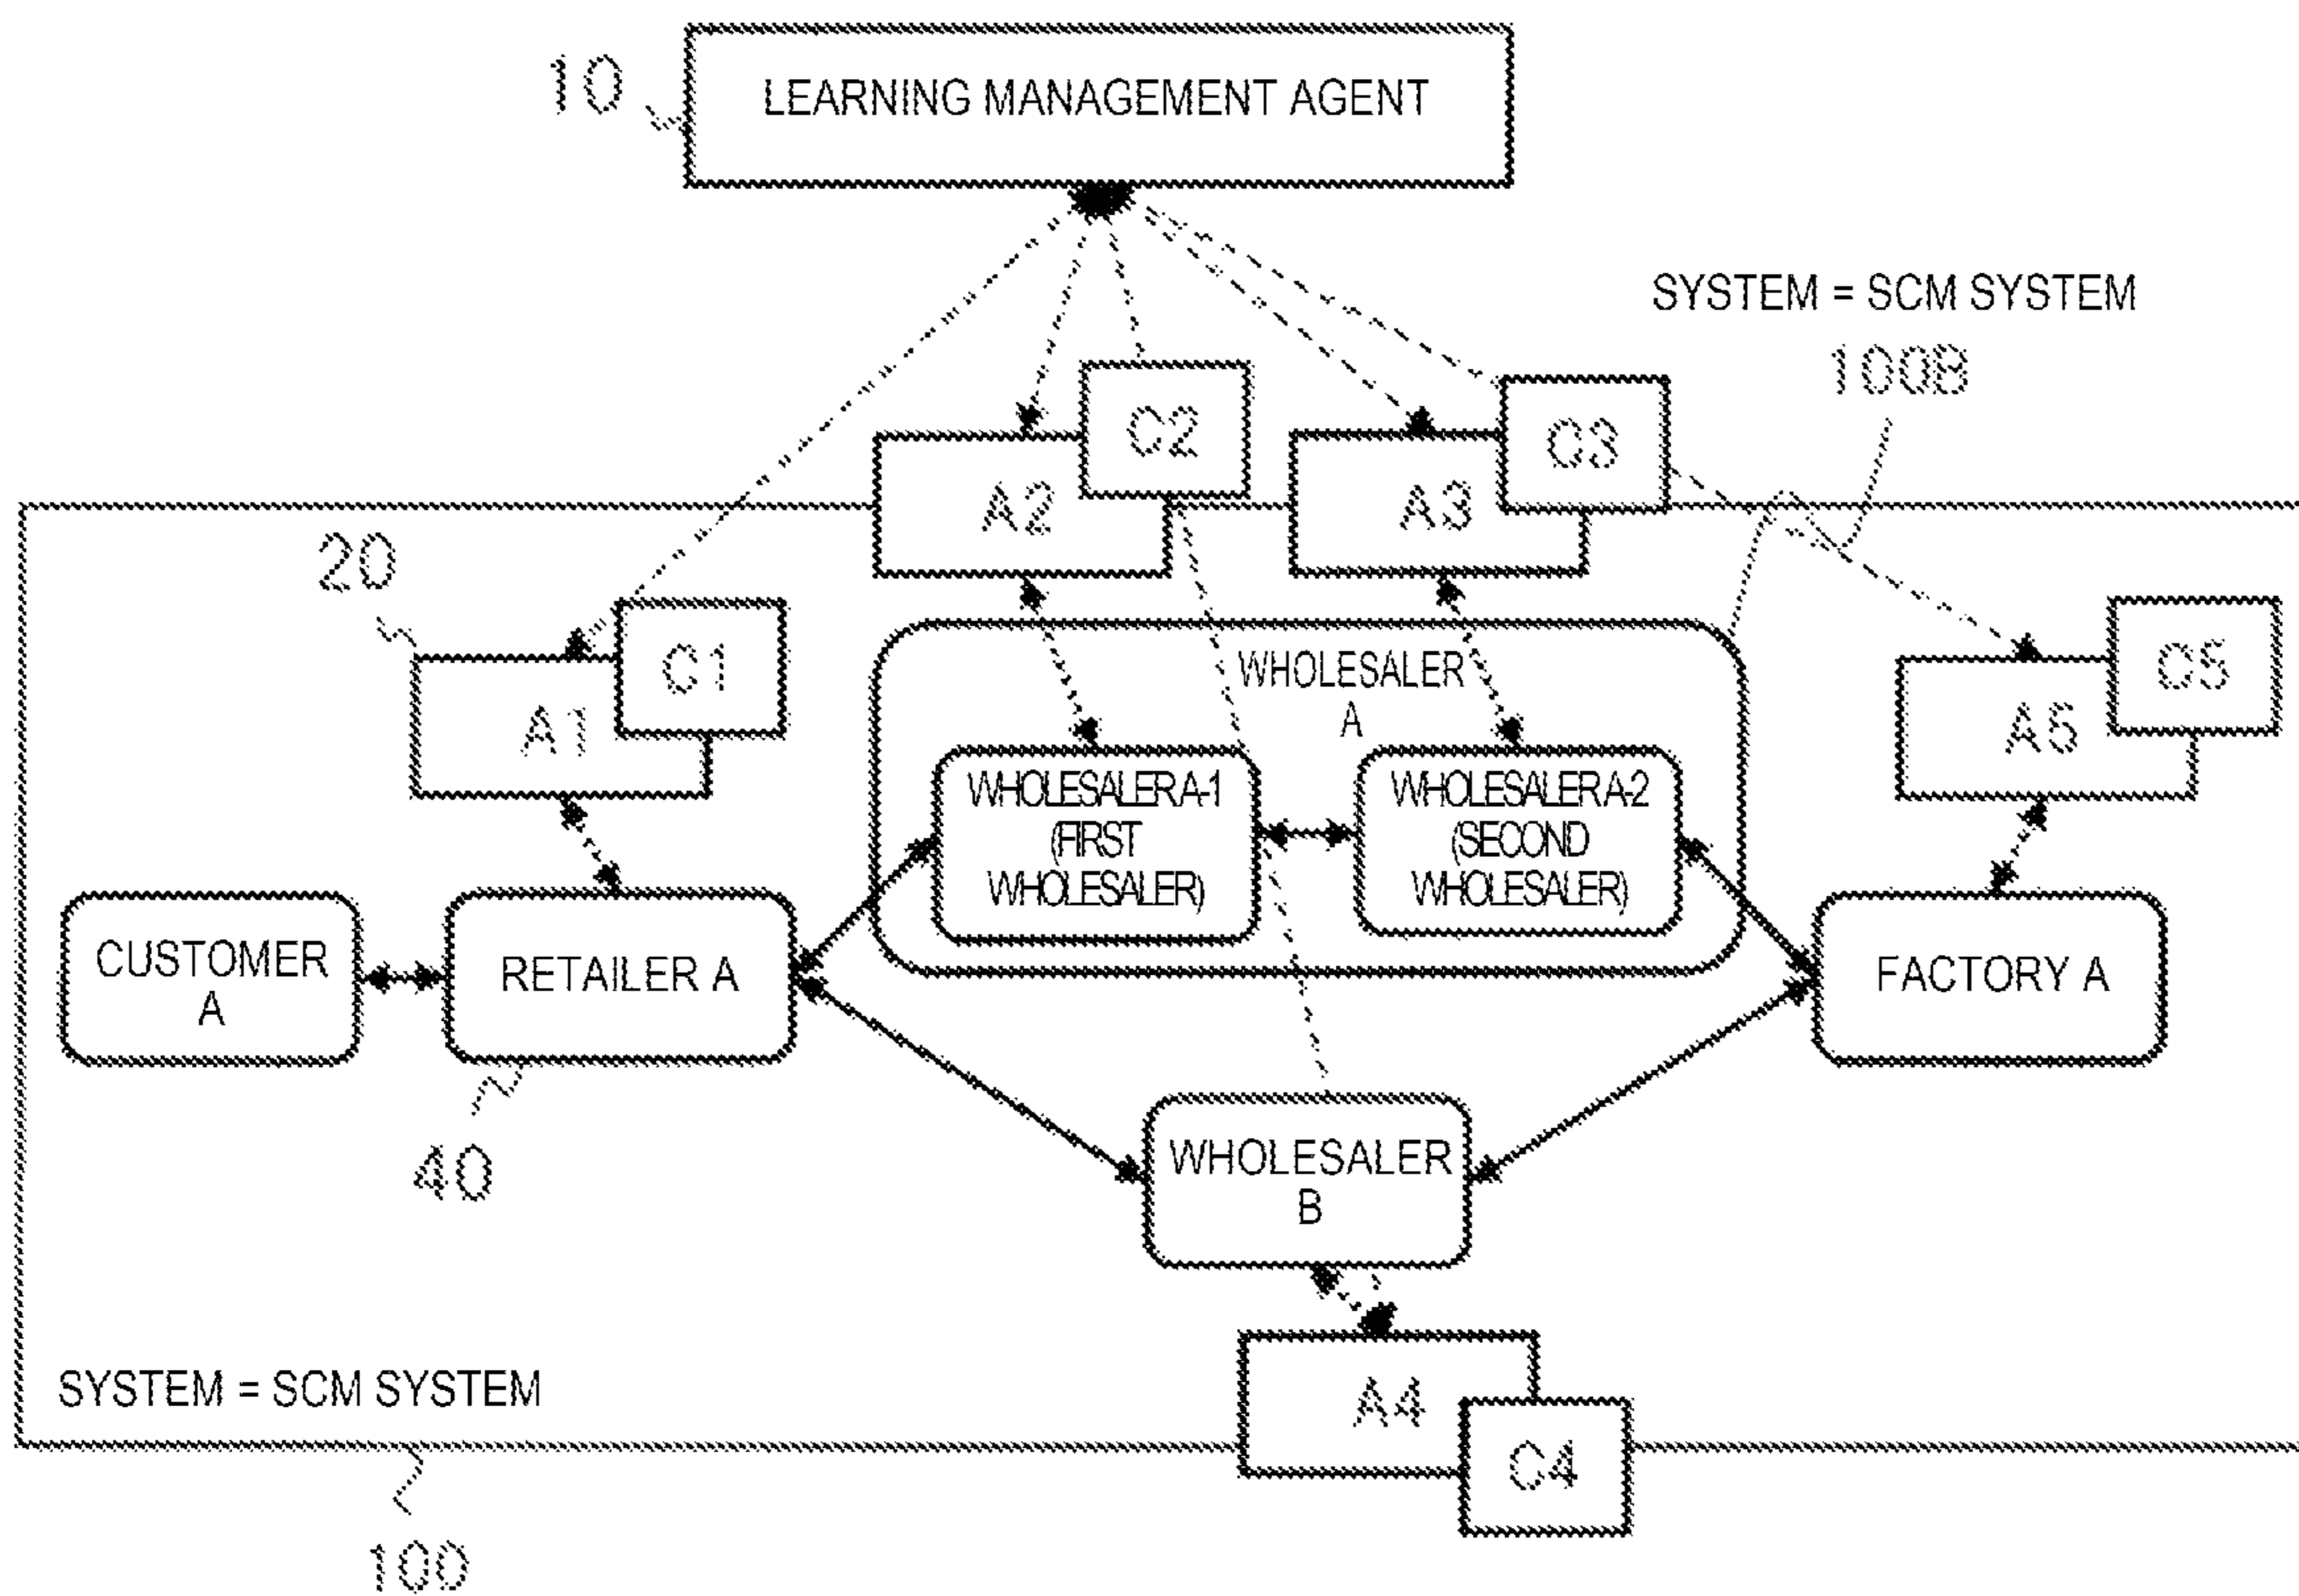 10
LEARNING MANAGEMENT AGENT
SYSTEM = SCM SYSTEM
100B
C2
C3
A2
A3
20
C1
C5
A1
A5
WHOLESALER
A
WHOLESALER A-1
(FIRST
WHOLESALER)
WHOLESALER A-2
(SECOND
WHOLESALER)
CUSTOMER
A
RETAILER A
FACTORY A
40
WHOLESALER
B
SYSTEM = SCM SYSTEM
A4
C4
100